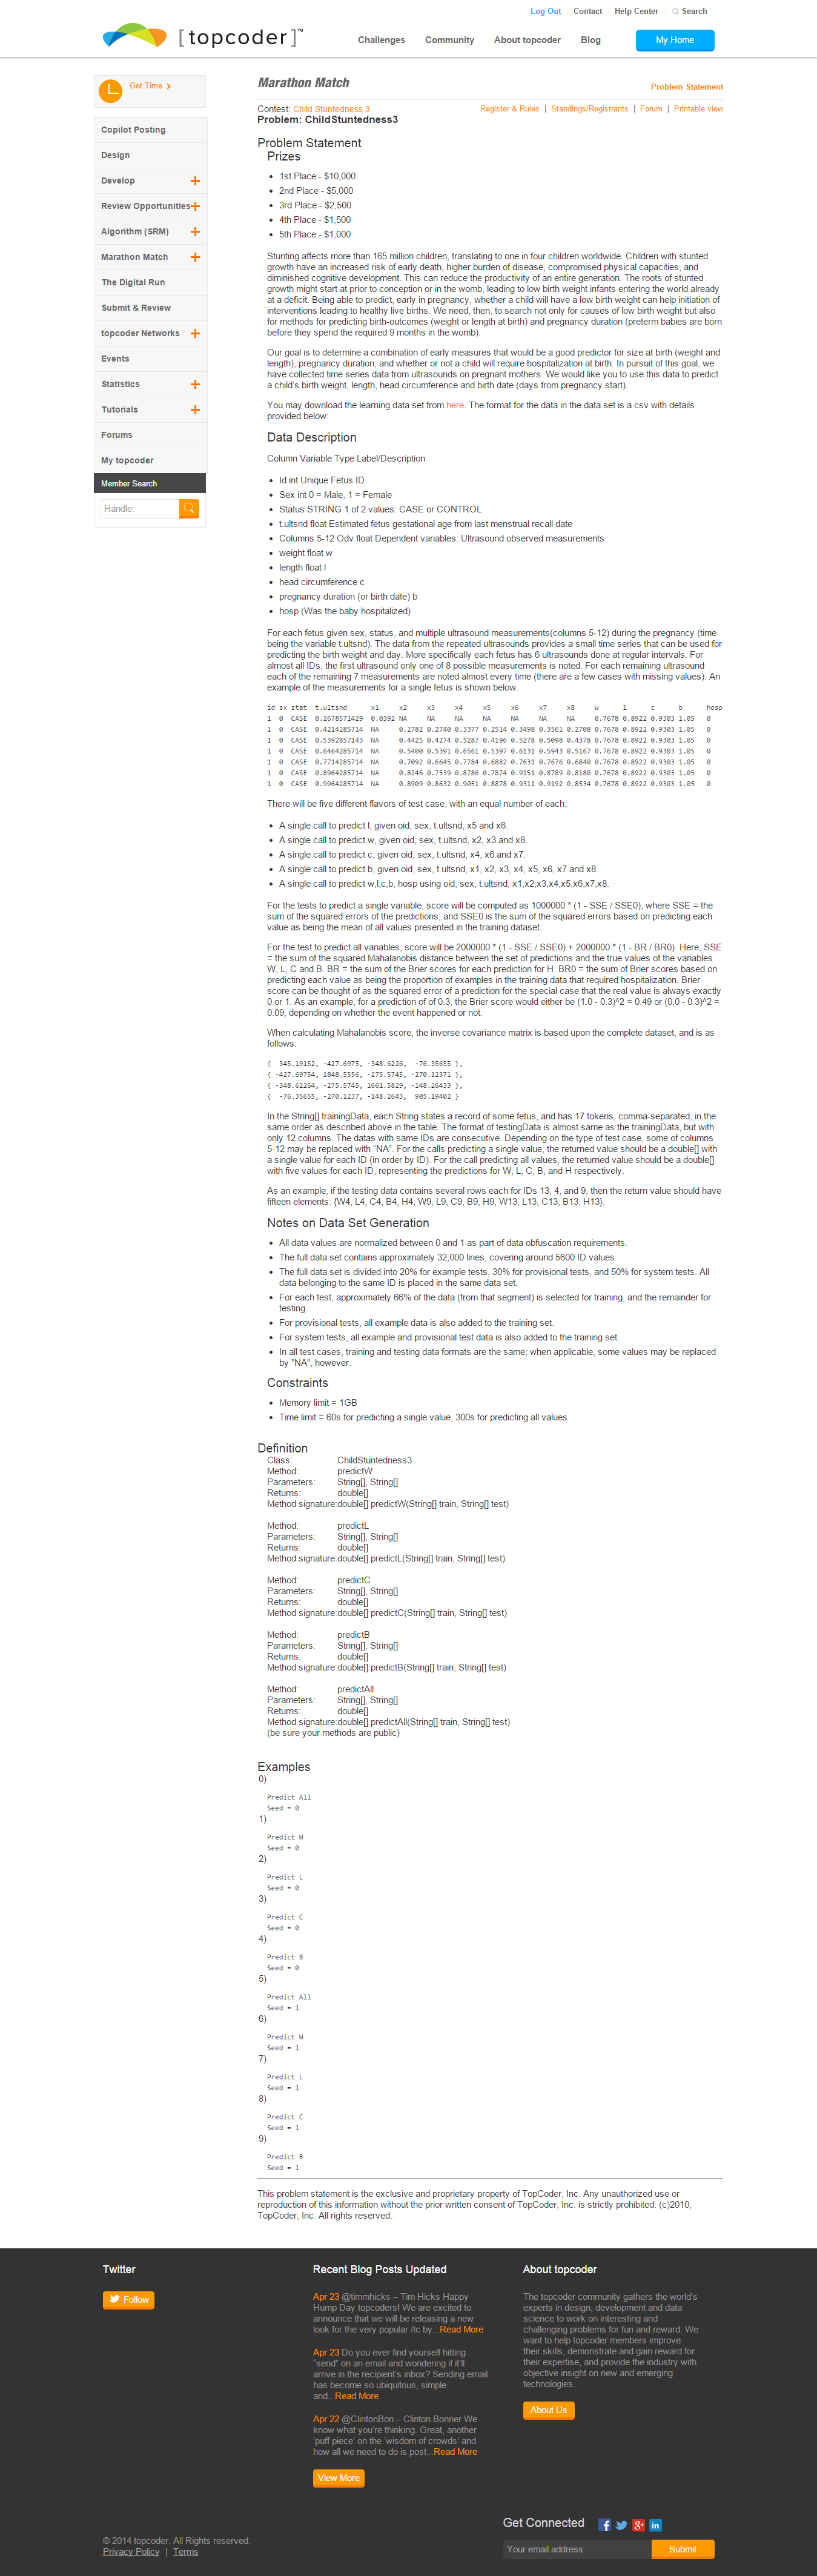 Log Out Contact Help Center Search
[ topcoder ]™ Challenges Community About topcoder Blog My Home
Get Time
Copilot Posting
Design
Develop
Review Opportunities
Algorithm (SRM)
Marathon Match
The Digital Run
Submit & Review
topcoder Networks
Events
Statistics
Tutorials
Forums
My topcoder
Member Search
Handle:
Marathon Match
Problem Statement
Contest: Child Stuntedness 3 Register & Rules | Standings/Registrants | Forum | Printable view
Problem: ChildStuntedness3
Problem Statement
Prizes
• 1st Place - $10,000
• 2nd Place - $5,000
• 3rd Place - $2,500
• 4th Place - $1,500
• 5th Place - $1,000
Stunting affects more than 165 million children, translating to one in four children worldwide. Children with stunted
growth have an increased risk of early death, higher burden of disease, compromised physical capacities, and
diminished cognitive development. This can reduce the productivity of an entire generation. The roots of stunted
growth might start at prior to conception or in the womb, leading to low birth weight infants entering the world already
at a deficit. Being able to predict, early in pregnancy, whether a child will have a low birth weight can help initiation of
interventions leading to healthy live births. We need, then, to search not only for causes of low birth weight but also
for methods for predicting birth-outcomes (weight or length at birth) and pregnancy duration (preterm babies are born
before they spend the required 9 months in the womb).
Our goal is to determine a combination of early measures that would be a good predictor for size at birth (weight and
length), pregnancy duration, and whether or not a child will require hospitalization at birth. In pursuit of this goal, we
have collected time series data from ultrasounds on pregnant mothers. We would like you to use this data to predict
a child's birth weight, length, head circumference and birth date (days from pregnancy start).
You may download the learning data set from here. The format for the data in the data set is a csv with details
provided below:
Data Description
Column Variable Type Label/Description
• Id int Unique Fetus ID
• Sex int 0 = Male, 1 = Female
• Status STRING 1 of 2 values: CASE or CONTROL
• t.ultsnd float Estimated fetus gestational age from last menstrual recall date
• Columns 5-12 Odv float Dependent variables: Ultrasound observed measurements
• weight float w
• length float l
• head circumference c
• pregnancy duration (or birth date) b
• hosp (Was the baby hospitalized)
For each fetus given sex, status, and multiple ultrasound measurements(columns 5-12) during the pregnancy (time
being the variable t.ultsnd). The data from the repeated ultrasounds provides a small time series that can be used for
predicting the birth weight and day. More specifically each fetus has 6 ultrasounds done at regular intervals. For
almost all IDs, the first ultrasound only one of 8 possible measurements is noted. For each remaining ultrasound
each of the remaining 7 measurements are noted almost every time (there are a few cases with missing values). An
example of the measurements for a single fetus is shown below.
id sx stat t.ultsnd x1 x2 x3 x4 x5 x6 x7 x8 w l c b hosp
1 0 CASE 0.2678571429 0.0392 NA NA NA NA NA NA NA 0.7678 0.8922 0.9303 1.05 0
1 0 CASE 0.4214285714 NA 0.2782 0.2740 0.3377 0.2514 0.3498 0.3561 0.2708 0.7678 0.8922 0.9303 1.05 0
1 0 CASE 0.5392857143 NA 0.4425 0.4274 0.5287 0.4196 0.5278 0.5098 0.4378 0.7678 0.8922 0.9303 1.05 0
1 0 CASE 0.6464285714 NA 0.5400 0.5391 0.6561 0.5397 0.6131 0.5943 0.5167 0.7678 0.8922 0.9303 1.05 0
1 0 CASE 0.7714285714 NA 0.7092 0.6645 0.7784 0.6882 0.7631 0.7676 0.6840 0.7678 0.8922 0.9303 1.05 0
1 0 CASE 0.8964285714 NA 0.8246 0.7539 0.8786 0.7874 0.9151 0.8789 0.8180 0.7678 0.8922 0.9303 1.05 0
1 0 CASE 0.9964285714 NA 0.8909 0.8632 0.9051 0.8878 0.9311 0.9192 0.8534 0.7678 0.8922 0.9303 1.05 0
There will be five different flavors of test case, with an equal number of each:
• A single call to predict l, given oid, sex, t.ultsnd, x5 and x6.
• A single call to predict w, given oid, sex, t.ultsnd, x2, x3 and x8.
• A single call to predict c, given oid, sex, t.ultsnd, x4, x6 and x7.
• A single call to predict b, given oid, sex, t.ultsnd, x1, x2, x3, x4, x5, x6, x7 and x8.
• A single call to predict w,l,c,b, hosp using oid, sex, t.ultsnd, x1,x2,x3,x4,x5,x6,x7,x8.
For the tests to predict a single variable, score will be computed as 1000000 * (1 - SSE / SSE0), where SSE = the
sum of the squared errors of the predictions, and SSE0 is the sum of the squared errors based on predicting each
value as being the mean of all values presented in the training dataset.
For the test to predict all variables, score will be 2000000 * (1 - SSE / SSE0) + 2000000 * (1 - BR / BR0). Here, SSE
= the sum of the squared Mahalanobis distance between the set of predictions and the true values of the variables
W, L, C and B. BR = the sum of the Brier scores for each prediction for H. BR0 = the sum of Brier scores based on
predicting each value as being the proportion of examples in the training data that required hospitalization. Brier
score can be thought of as the squared error of a prediction for the special case that the real value is always exactly
0 or 1. As an example, for a prediction of of 0.3, the Brier score would either be (1.0 - 0.3)^2 = 0.49 or (0.0 - 0.3)^2 =
0.09, depending on whether the event happened or not.
When calculating Mahalanobis score, the inverse covariance matrix is based upon the complete dataset, and is as
follows:
{ 345.19152, -427.6975, -348.6226, -76.35655 },
{ -427.69754, 1848.5556, -275.5745, -270.12371 },
{ -348.62264, -275.5745, 1661.5829, -148.26433 },
{ -76.35655, -270.1237, -148.2643, 905.19402 }
In the String[] trainingData, each String states a record of some fetus, and has 17 tokens, comma-separated, in the
same order as described above in the table. The format of testingData is almost same as the trainingData, but with
only 12 columns. The datas with same IDs are consecutive. Depending on the type of test case, some of columns
5-12 may be replaced with "NA". For the calls predicting a single value, the returned value should be a double[] with
a single value for each ID (in order by ID). For the call predicting all values, the returned value should be a double[]
with five values for each ID, representing the predictions for W, L, C, B, and H respectively.
As an example, if the testing data contains several rows each for IDs 13, 4, and 9, then the return value should have
fifteen elements: {W4, L4, C4, B4, H4, W9, L9, C9, B9, H9, W13, L13, C13, B13, H13}.
Notes on Data Set Generation
• All data values are normalized between 0 and 1 as part of data obfuscation requirements.
• The full data set contains approximately 32,000 lines, covering around 5600 ID values.
• The full data set is divided into 20% for example tests, 30% for provisional tests, and 50% for system tests. All
data belonging to the same ID is placed in the same data set.
• For each test, approximately 66% of the data (from that segment) is selected for training, and the remainder for
testing.
• For provisional tests, all example data is also added to the training set.
• For system tests, all example and provisional test data is also added to the training set.
• In all test cases, training and testing data formats are the same; when applicable, some values may be replaced
by "NA", however.
Constraints
• Memory limit = 1GB
• Time limit = 60s for predicting a single value, 300s for predicting all values
Definition
Class: ChildStuntedness3
Method: predictW
Parameters: String[], String[]
Returns: double[]
Method signature:double[] predictW(String[] train, String[] test)
Method: predictL
Parameters: String[], String[]
Returns: double[]
Method signature:double[] predictL(String[] train, String[] test)
Method: predictC
Parameters: String[], String[]
Returns: double[]
Method signature:double[] predictC(String[] train, String[] test)
Method: predictB
Parameters: String[], String[]
Returns: double[]
Method signature:double[] predictB(String[] train, String[] test)
Method: predictAll
Parameters: String[], String[]
Returns: double[]
Method signature:double[] predictAll(String[] train, String[] test)
(be sure your methods are public)
Examples
0)
Predict All
Seed = 0
1)
Predict W
Seed = 0
2)
Predict L
Seed = 0
3)
Predict C
Seed = 0
4)
Predict B
Seed = 0
5)
Predict All
Seed = 1
6)
Predict W
Seed = 1
7)
Predict L
Seed = 1
8)
Predict C
Seed = 1
9)
Predict B
Seed = 1
This problem statement is the exclusive and proprietary property of TopCoder, Inc. Any unauthorized use or
reproduction of this information without the prior written consent of TopCoder, Inc. is strictly prohibited. (c)2010,
TopCoder, Inc. All rights reserved.
Twitter
Follow
Recent Blog Posts Updated
Apr 23 @timmhicks – Tim Hicks Happy
Hump Day topcoders! We are excited to
announce that we will be releasing a new
look for the very popular /tc by...Read More
Apr 23 Do you ever find yourself hitting
"send" on an email and wondering if it'll
arrive in the recipient's inbox? Sending email
has become so ubiquitous, simple
and...Read More
Apr 22 @ClintonBon – Clinton Bonner We
know what you're thinking. Great, another
'puff piece' on the 'wisdom of crowds' and
how all we need to do is post...Read More
View More
About topcoder
The topcoder community gathers the world's
experts in design, development and data
science to work on interesting and
challenging problems for fun and reward. We
want to help topcoder members improve
their skills, demonstrate and gain reward for
their expertise, and provide the industry with
objective insight on new and emerging
technologies.
About Us
Get Connected
Your email address Submit
© 2014 topcoder. All Rights reserved.
Privacy Policy | Terms